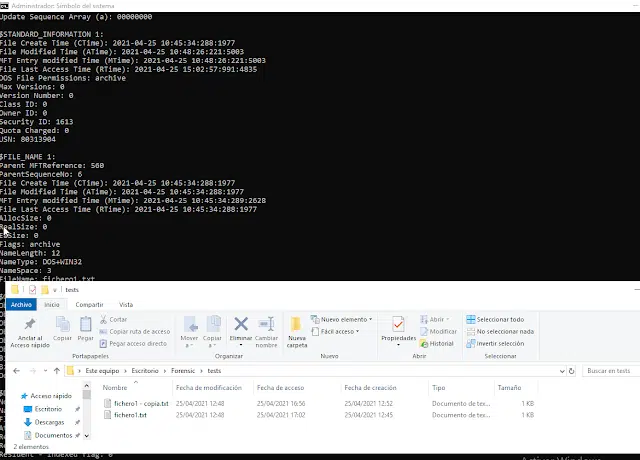 Administrador: Símbolo del sistema
Update Sequence Array (a): 00000000
$STANDARD_INFORMATION 1:
File Create Time (CTime): 2021-04-25 10:45:34:288:1977
File Modified Time (ATime): 2021-04-25 10:48:26:221:5003
MFT Entry modified Time (MTime): 2021-04-25 10:48:26:221:5003
File Last Access Time (RTime): 2021-04-25 15:02:57:991:4835
DOS File Permissions: archive
Max Versions: 0
Version Number: 0
Class ID: 0
Owner ID: 0
Security ID: 1613
Quota Charged: 0
USN: 80313904
$FILE_NAME 1:
Parent MFTReference: 560
ParentSequenceNo: 6
File Create Time (CTime): 2021-04-25 10:45:34:288:1977
File Modified Time (ATime): 2021-04-25 10:45:34:288:1977
MFT Entry modified Time (MTime): 2021-04-25 10:45:34:289:2628
File Last Access Time (RTime): 2021-04-25 10:45:34:288:1977
AllocSize: 0
RealSize: 0
EaSize: 0
Flags: archive
NameLength: 12
NameType: DOS+WIN32
NameSpace: 3
FileName: fichero1.txt
tests
Archivo Inicio Compartir Vista
Anclar al Acceso rápido
Copiar
Pegar
Cortar
Copiar ruta de acceso
Pegar acceso directo
Portapapeles
Mover a
Copiar a
Eliminar
Cambiar nombre
Organizar
Nueva carpeta
Nuevo elemento
Fácil acceso
Nuevo
Propiedades
Abrir
Modificar
Historial
Abrir
Seleccionar todo
No seleccionar nada
Invertir selección
Seleccionar
Este equipo Escritorio Forensic tests
Buscar en tests
Acceso rápido
Escritorio
Descargas
Documentos
Nombre Fecha de modificación Fecha de acceso Fecha de creación Tipo Tamaño
fichero1 - copia.txt 25/04/2021 12:48 25/04/2021 16:56 25/04/2021 12:52 Documento de tex... 1 KB
fichero1.txt 25/04/2021 12:48 25/04/2021 17:02 25/04/2021 12:45 Documento de tex... 1 KB
2 elementos
Resident - Indexed flag: 0